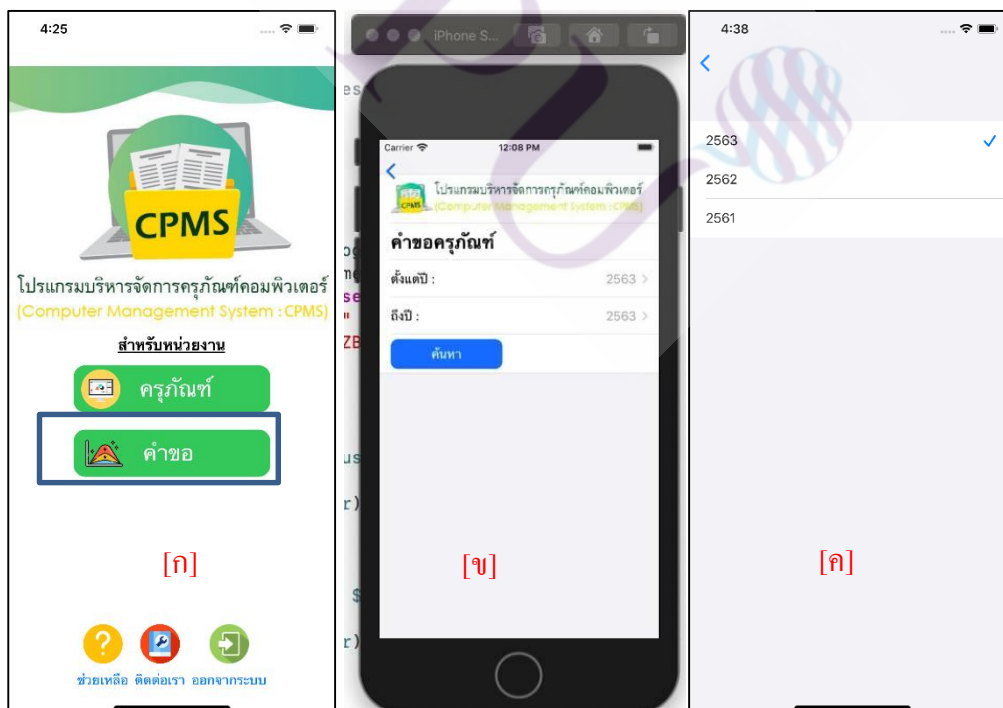 4:25
CPMS
โปรแกรมบริหารจัดการครุภัณฑ์คอมพิวเตอร์
(Computer Management System : CPMS)
สำหรับหน่วยงาน
ครุภัณฑ์
คำขอ
[ก]
ช่วยเหลือ ติดต่อเรา ออกจากระบบ
iPhone S...
Carrier 12:08 PM
CPMS
โปรแกรมบริหารจัดการครุภัณฑ์คอมพิวเตอร์
(Computer Management System : CPMS)
คำขอครุภัณฑ์
ตั้งแต่ปี : 2563
ถึงปี : 2563
ค้นหา
[ข]
4:38
2563
2562
2561
[ค]